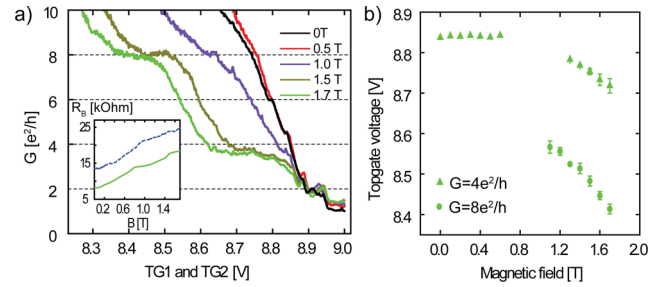 a)
10
8
6
4
2
0
G [e²/h]
0T
0.5 T
1.0 T
1.5 T
1.7 T
R_B [kOhm]
25
15
5
0.2 0.6 1.0 1.4
B [T]
8.3 8.4 8.5 8.6 8.7 8.8 8.9 9.0
TG1 and TG2 [V]
b)
8.9
8.8
8.7
8.6
8.5
8.4
Topgate voltage [V]
G=4e²/h
G=8e²/h
0.0 0.4 0.8 1.2 1.6 2.0
Magnetic field [T]